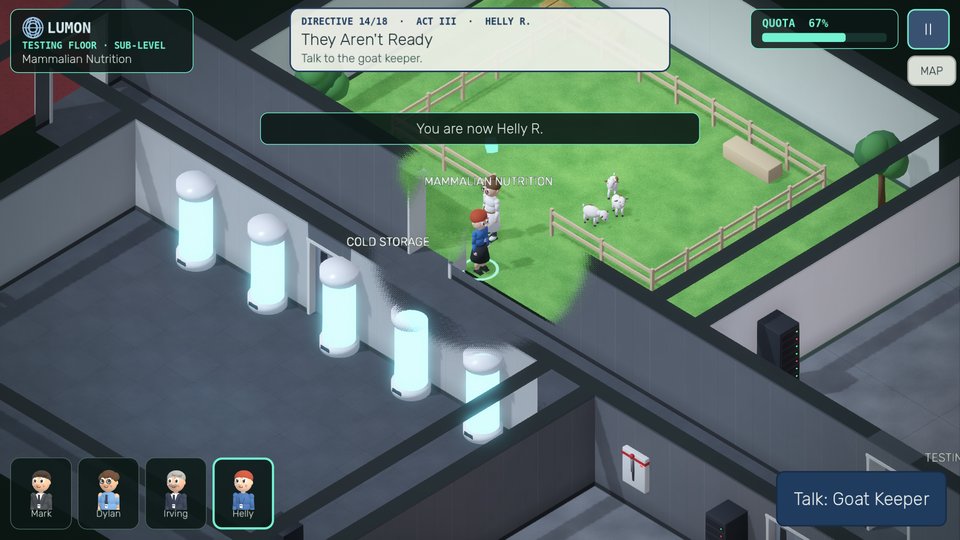 LUMON
TESTING FLOOR · SUB-LEVEL
Mammalian Nutrition
DIRECTIVE 14/18 · ACT III · HELLY R.
They Aren't Ready
Talk to the goat keeper.
QUOTA 67%
MAP
You are now Helly R.
MAMMALIAN NUTRITION
COLD STORAGE
TESTIN
Mark
Dylan
Irving
Helly
Talk: Goat Keeper